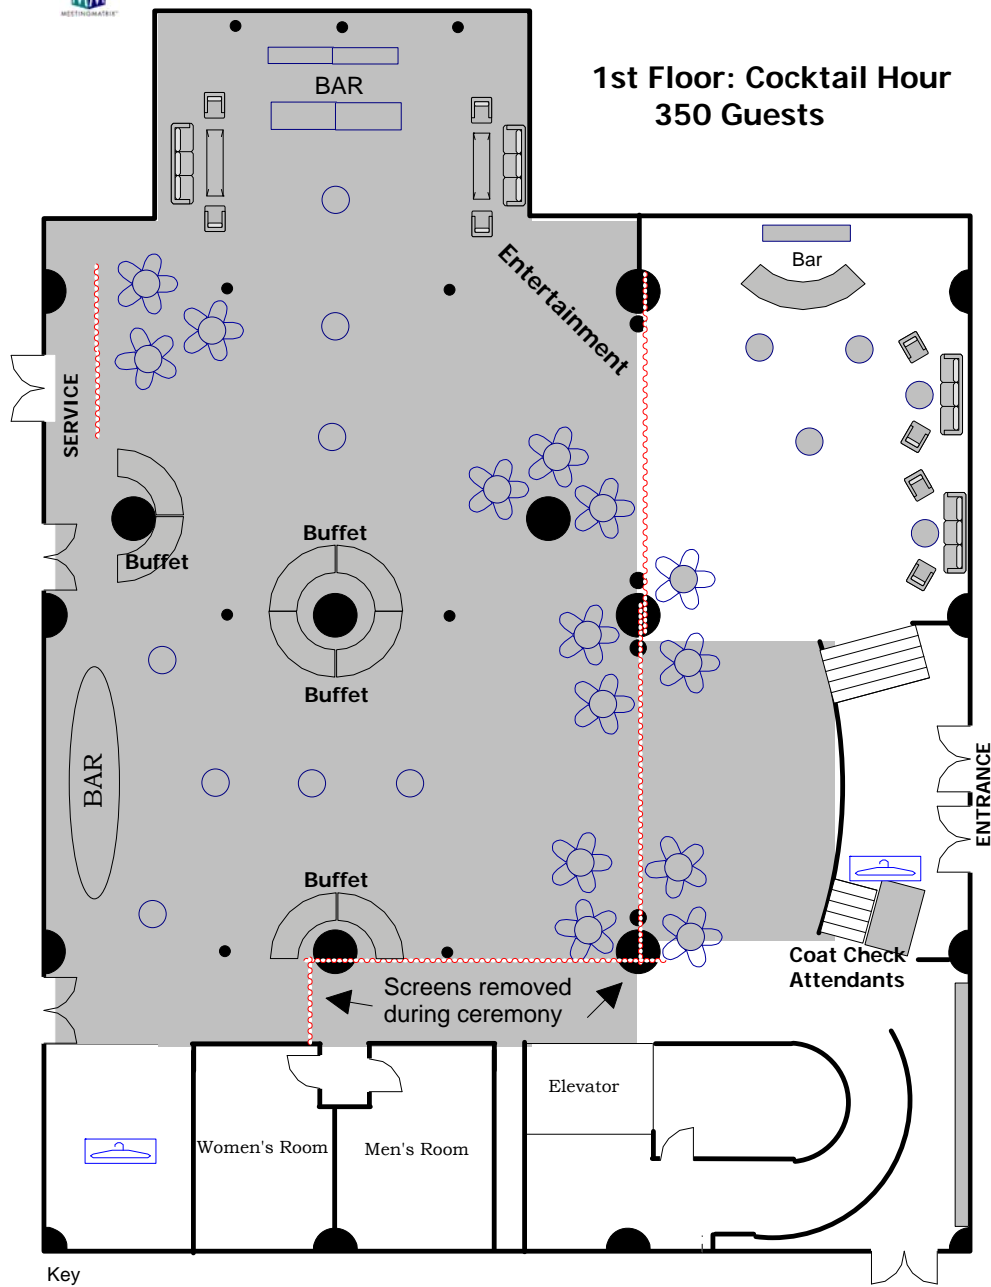 MEETINGMATRIX
1st Floor: Cocktail Hour
350 Guests
BAR
Bar
Entertainment
SERVICE
Buffet
Buffet
Buffet
BAR
ENTRANCE
Buffet
Coat Check
Attendants
Screens removed
during ceremony
Elevator
Women's Room
Men's Room
Key